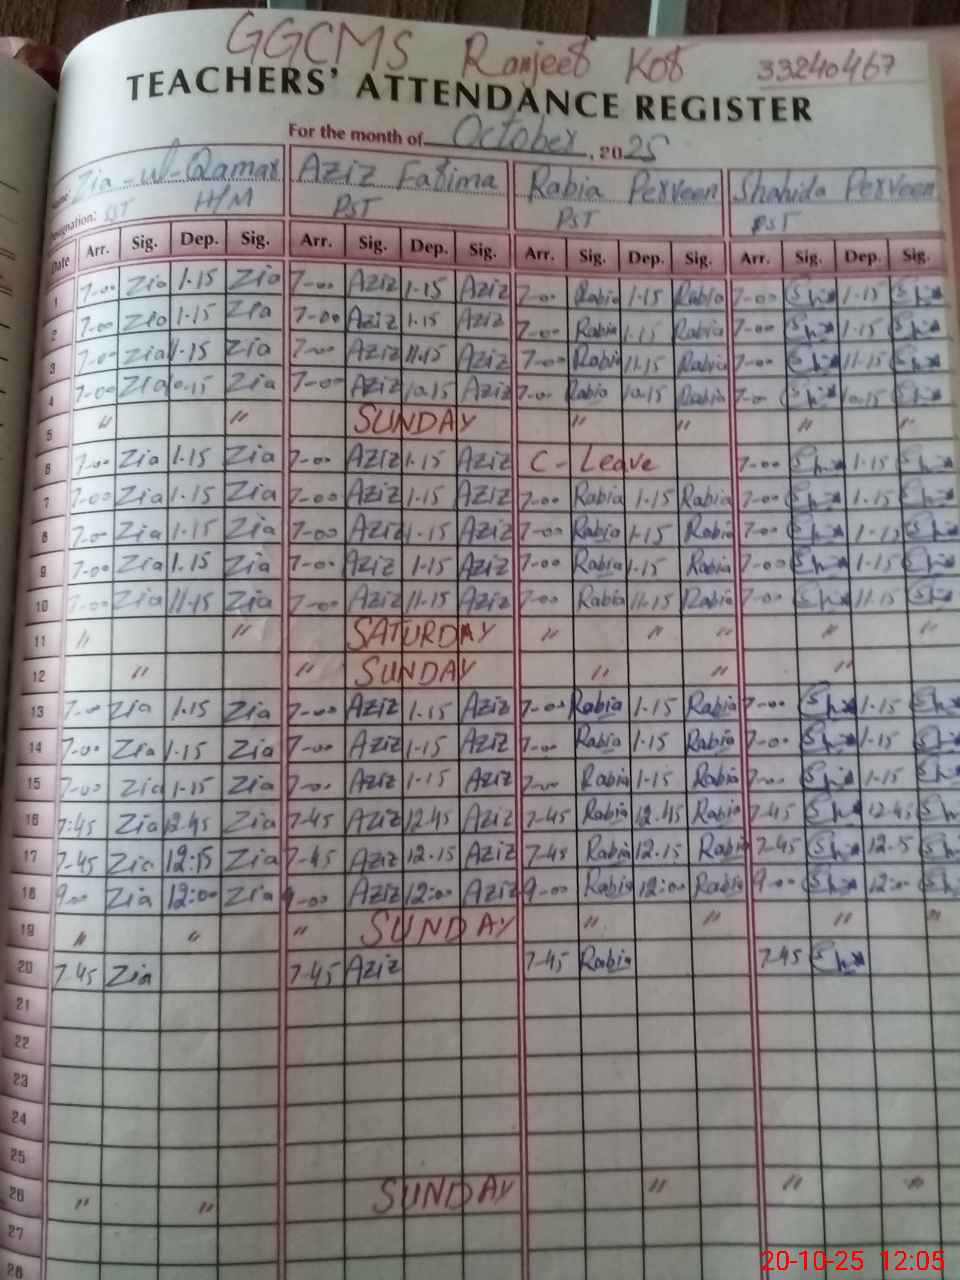 GGCMS Ranjeet Kot 33240467
TEACHERS' ATTENDANCE REGISTER
For the month of October, 2025
Zia-ul-Qamar Aziz Fatima Rabia Perveen Shahida Perveen
Designation: SST H/M PST PST PST
Date Arr. Sig. Dep. Sig. Arr. Sig. Dep. Sig. Arr. Sig. Dep. Sig. Arr. Sig. Dep. Sig.
1 7-00 Zia 1-15 Zia 7-00 Aziz 1-15 Aziz 7-00 Rabia 1-15 Rabia 7-00 1-15
2 7-00 Zia 1-15 Zia 7-00 Aziz 1-15 Aziz 7-00 Rabia 1-15 Rabia 7-00 1-15
3 7-00 Zia 11-15 Zia 7-00 Aziz 11-15 Aziz 7-00 Rabia 11-15 Rabia 7-00 11-15
4 7-00 Zia 10-15 Zia 7-00 Aziz 10-15 Aziz 7-00 Rabia 10-15 Rabia 7-00 10-15
5 " " SUNDAY " " " "
6 7-00 Zia 1-15 Zia 7-00 Aziz 1-15 Aziz C-Leave 7-00 1-15
7 7-00 Zia 1-15 Zia 7-00 Aziz 1-15 Aziz 7-00 Rabia 1-15 Rabia 7-00 1-15
8 7-00 Zia 1-15 Zia 7-00 Aziz 1-15 Aziz 7-00 Rabia 1-15 Rabia 7-00 1-15
9 7-00 Zia 1-15 Zia 7-00 Aziz 1-15 Aziz 7-00 Rabia 1-15 Rabia 7-00 1-15
10 7-00 Zia 11-15 Zia 7-00 Aziz 11-15 Aziz 7-00 Rabia 11-15 Rabia 7-00 11-15
11 " " SATURDAY " " " " "
12 " " SUNDAY " " "
13 7-00 Zia 1-15 Zia 7-00 Aziz 1-15 Aziz 7-00 Rabia 1-15 Rabia 7-00 1-15
14 7-00 Zia 1-15 Zia 7-00 Aziz 1-15 Aziz 7-00 Rabia 1-15 Rabia 7-00 1-15
15 7-00 Zia 1-15 Zia 7-00 Aziz 1-15 Aziz 7-00 Rabia 1-15 Rabia 7-00 1-15
16 7:45 Zia 12-45 Zia 7-45 Aziz 12-45 Aziz 7-45 Rabia 12-45 Rabia 7-45 12-45
17 7-45 Zia 12:15 Zia 7-45 Aziz 12-15 Aziz 7-45 Rabia 12-15 Rabia 7-45 12-5
18 9-00 Zia 12:00 Zia 9-00 Aziz 12:00 Aziz 9-00 Rabia 12:00 Rabia 9-00 12:00
19 " " " SUNDAY " " " "
20 7-45 Zia 7-45 Aziz 7-45 Rabia 7-45
21
22
23
24
25
26 " " SUNDAY " " "
27
28
20-10-25 12:05